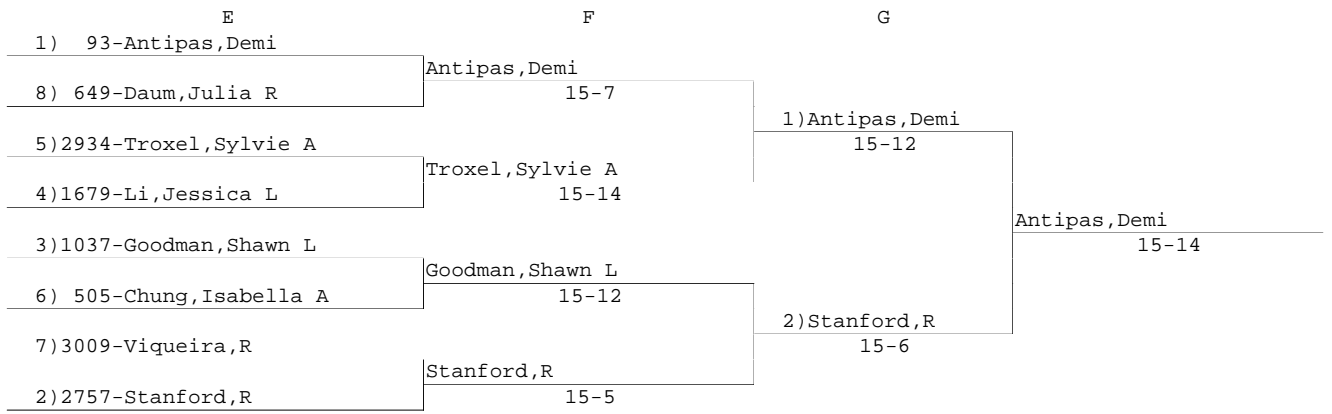 E F G
1) 93-Antipas,Demi
Antipas,Demi
8) 649-Daum,Julia R 15-7
1)Antipas,Demi
5)2934-Troxel,Sylvie A 15-12
Troxel,Sylvie A
4)1679-Li,Jessica L 15-14
Antipas,Demi
3)1037-Goodman,Shawn L 15-14
Goodman,Shawn L
6) 505-Chung,Isabella A 15-12
2)Stanford,R
7)3009-Viqueira,R 15-6
Stanford,R
2)2757-Stanford,R 15-5